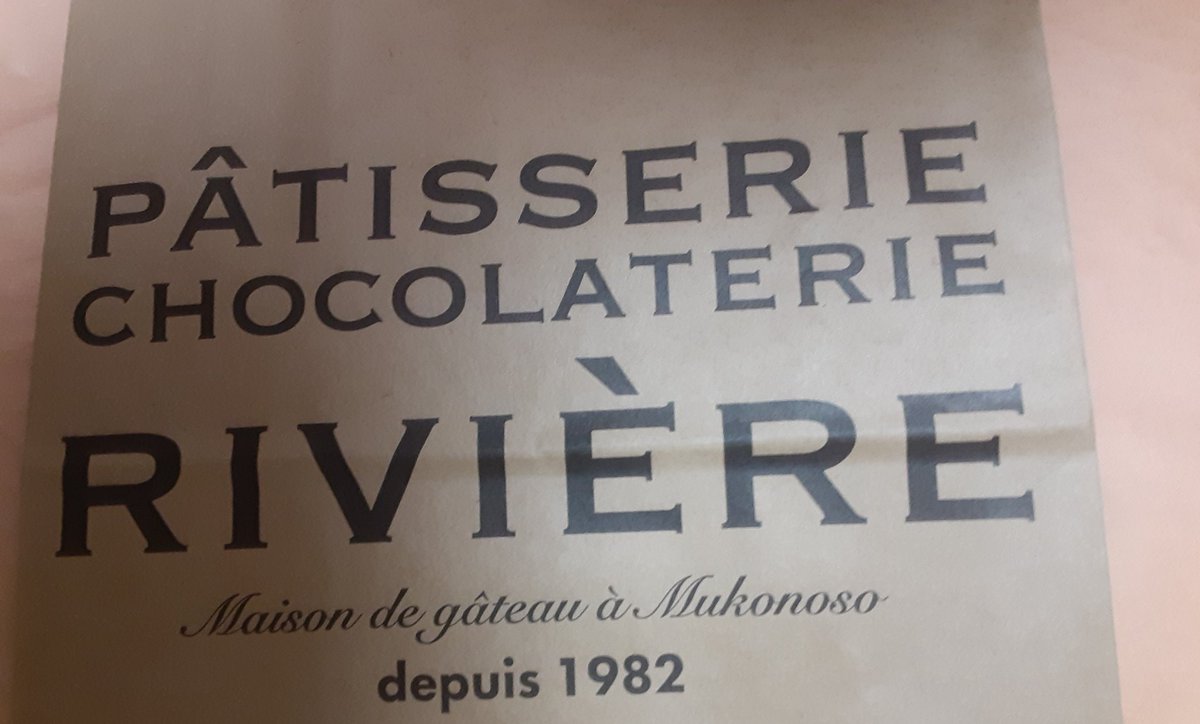 PÂTISSERIE
CHOCOLATERIE
RIVIÈRE
Maison de gâteau à Mukonoso
depuis 1982